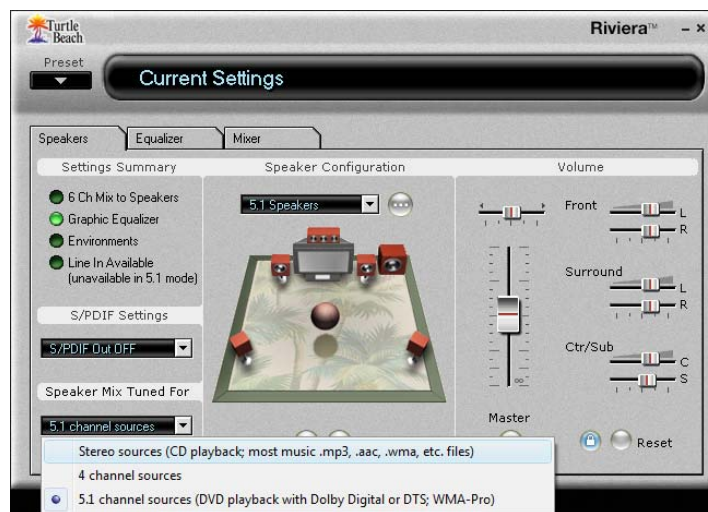 Turtle
Beach
Riviera™
Preset
Current Settings
Speakers
Equalizer
Mixer
Settings Summary
Speaker Configuration
Volume
6 Ch Mix to Speakers
Graphic Equalizer
Environments
Line In Available
(unavailable in 5.1 mode)
5.1 Speakers
Front
L
R
Surround
L
R
Ctr/Sub
C
S
S/PDIF Settings
S/PDIF Out OFF
Speaker Mix Tuned For
5.1 channel sources
Master
Reset
Stereo sources (CD playback; most music .mp3, .aac, .wma, etc. files)
4 channel sources
5.1 channel sources (DVD playback with Dolby Digital or DTS; WMA-Pro)